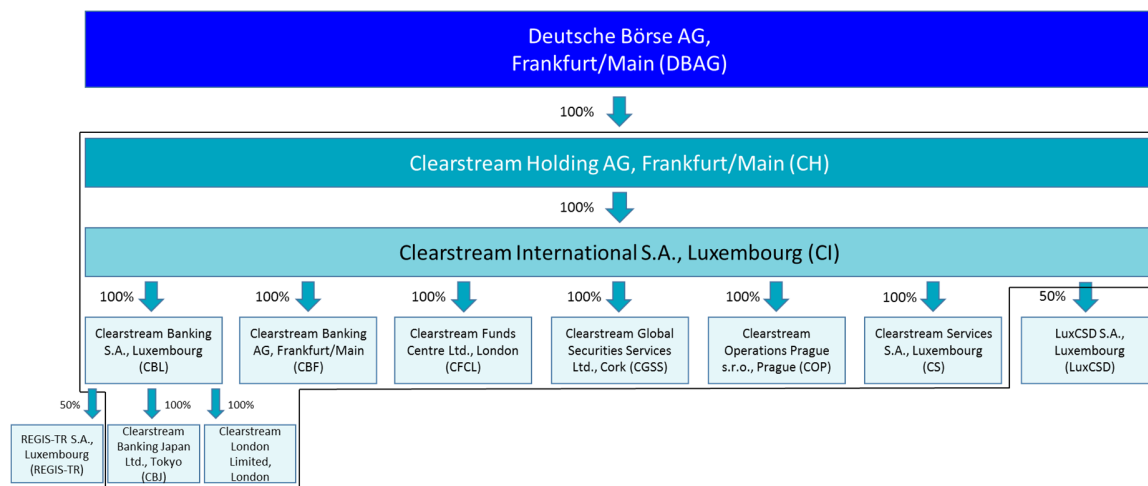 Deutsche Börse AG,
Frankfurt/Main (DBAG)
100%
Clearstream Holding AG, Frankfurt/Main (CH)
100%
Clearstream International S.A., Luxembourg (CI)
100%
100%
100%
100%
100%
100%
50%
Clearstream Banking
S.A., Luxembourg
(CBL)
Clearstream Banking
AG, Frankfurt/Main
(CBF)
Clearstream Funds
Centre Ltd., London
(CFCL)
Clearstream Global
Securities Services
Ltd., Cork (CGSS)
Clearstream
Operations Prague
s.r.o., Prague (COP)
Clearstream Services
S.A., Luxembourg
(CS)
LuxCSD S.A.,
Luxembourg
(LuxCSD)
50%
100%
100%
REGIS-TR S.A.,
Luxembourg
(REGIS-TR)
Clearstream
Banking Japan
Ltd., Tokyo
(CBJ)
Clearstream
London
Limited,
London